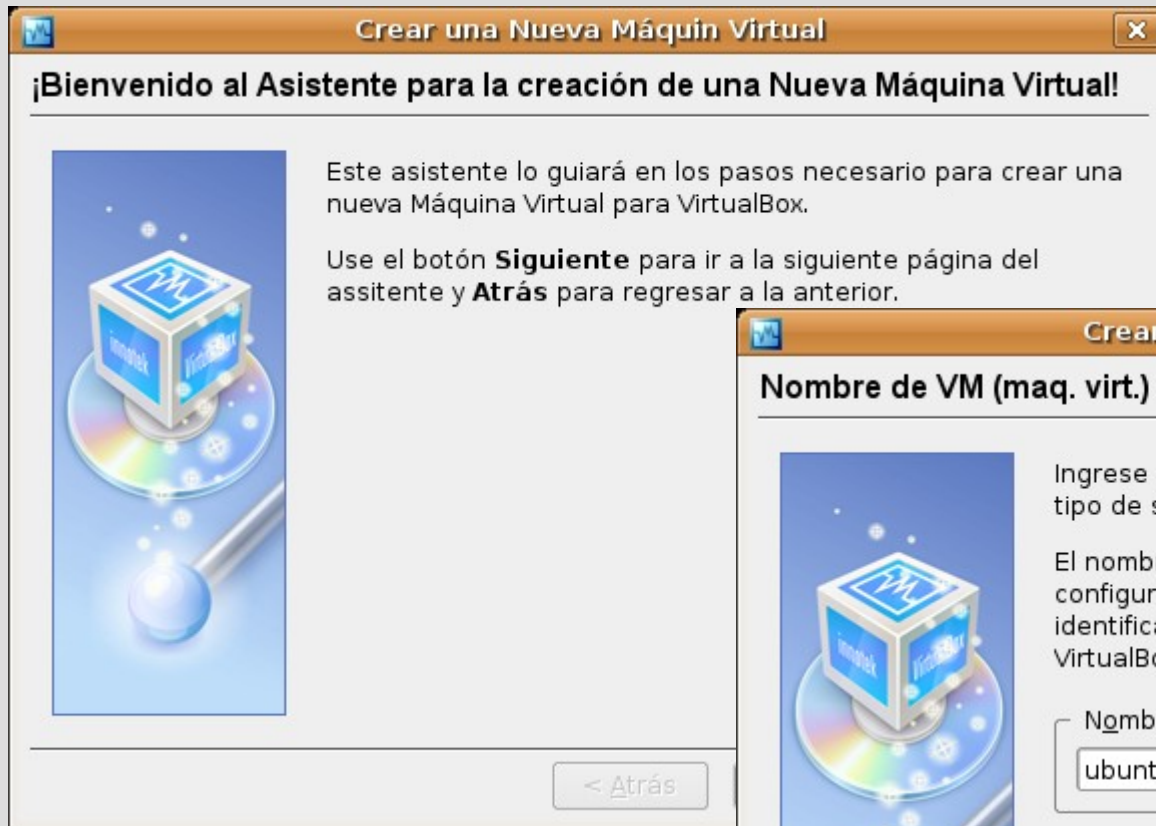 Crear una Nueva Máquin Virtual
¡Bienvenido al Asistente para la creación de una Nueva Máquina Virtual!
Este asistente lo guiará en los pasos necesario para crear una
nueva Máquina Virtual para VirtualBox.
Use el botón Siguiente para ir a la siguiente página del
assitente y Atrás para regresar a la anterior.
innotek
VirtualBox
< Atrás
Crear
Nombre de VM (maq. virt.)
Ingrese
tipo de
El nomb
configur
identific
VirtualBo
innotek
VirtualBox
Nomb
ubunt